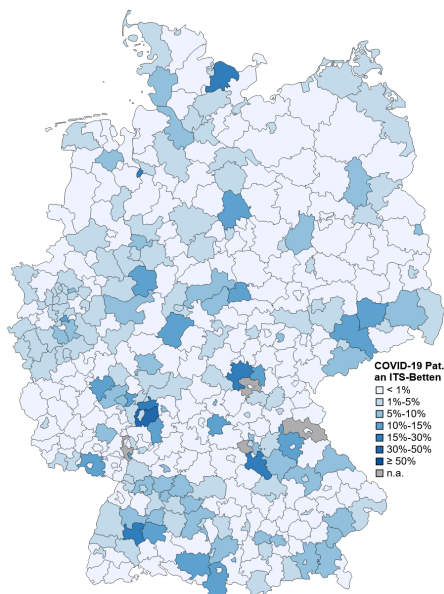 COVID-19 Pat.
an ITS-Betten
< 1%
1%-5%
5%-10%
10%-15%
15%-30%
30%-50%
≥ 50%
n.a.